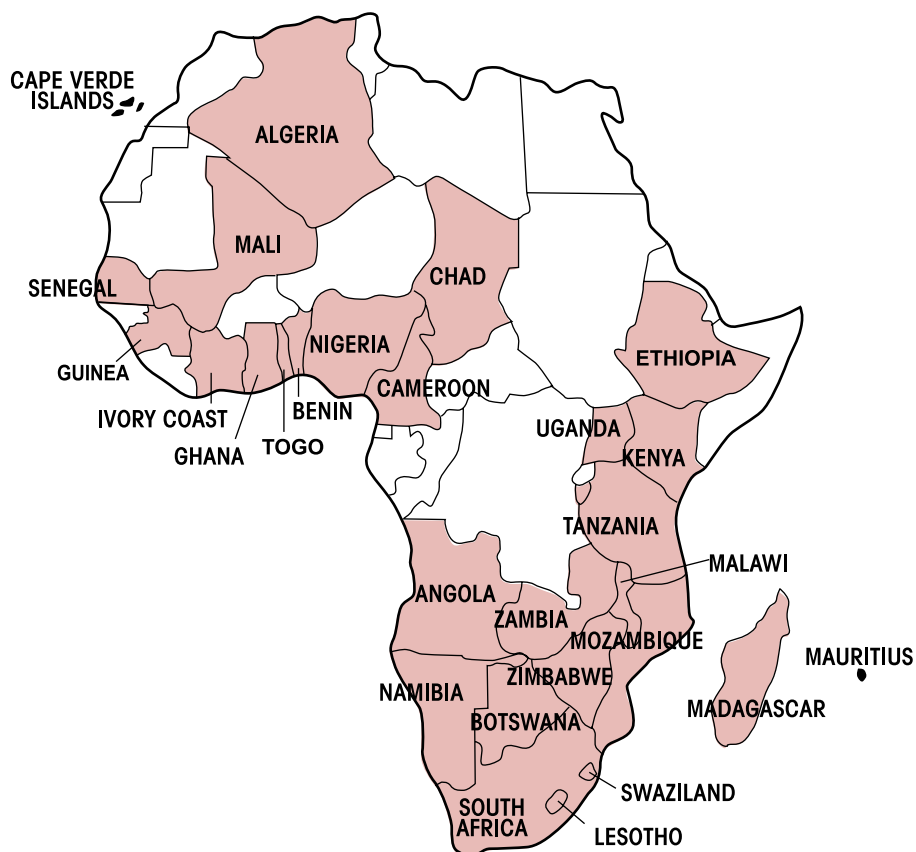 CAPE VERDE
ISLANDS
ALGERIA
MALI
CHAD
SENEGAL
NIGERIA
ETHIOPIA
GUINEA
CAMEROON
IVORY COAST
BENIN
GHANA
TOGO
UGANDA
KENYA
TANZANIA
MALAWI
ANGOLA
ZAMBIA
MOZAMBIQUE
MAURITIUS
ZIMBABWE
NAMIBIA
MADAGASCAR
BOTSWANA
SWAZILAND
SOUTH
AFRICA
LESOTHO